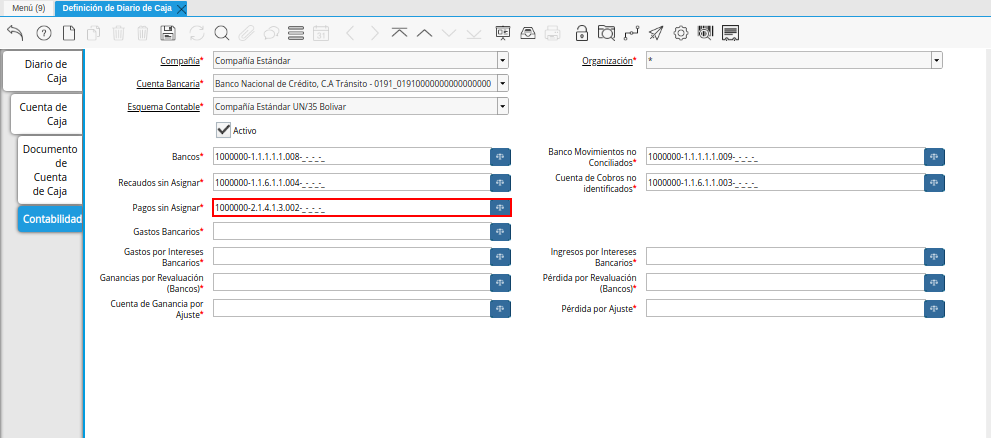 Menú (9)
Definición de Diario de Caja
Diario de
Caja
Cuenta de
Caja
Documento
de
Cuenta
de Caja
Contabilidad
Compañía* Compañía Estándar
Organización* *
Cuenta Bancaria* Banco Nacional de Crédito, C.A Tránsito - 0191_01910000000000000000
Esquema Contable* Compañía Estándar UN/35 Bolivar
Activo
Bancos* 1000000-1.1.1.1.1.008-_-_-_-_
Banco Movimientos no
Conciliados* 1000000-1.1.1.1.1.009-_-_-_-_
Recaudos sin Asignar* 1000000-1.1.6.1.1.004-_-_-_-_
Cuenta de Cobros no
identificados* 1000000-1.1.6.1.1.003-_-_-_-_
Pagos sin Asignar* 1000000-2.1.4.1.3.002-_-_-_-_
Gastos Bancarios*
Gastos por Intereses
Bancarios*
Ingresos por Intereses
Bancarios*
Ganancias por Revaluación
(Bancos)*
Pérdida por Revaluación
(Bancos)*
Cuenta de Ganancia por
Ajuste*
Pérdida por Ajuste*